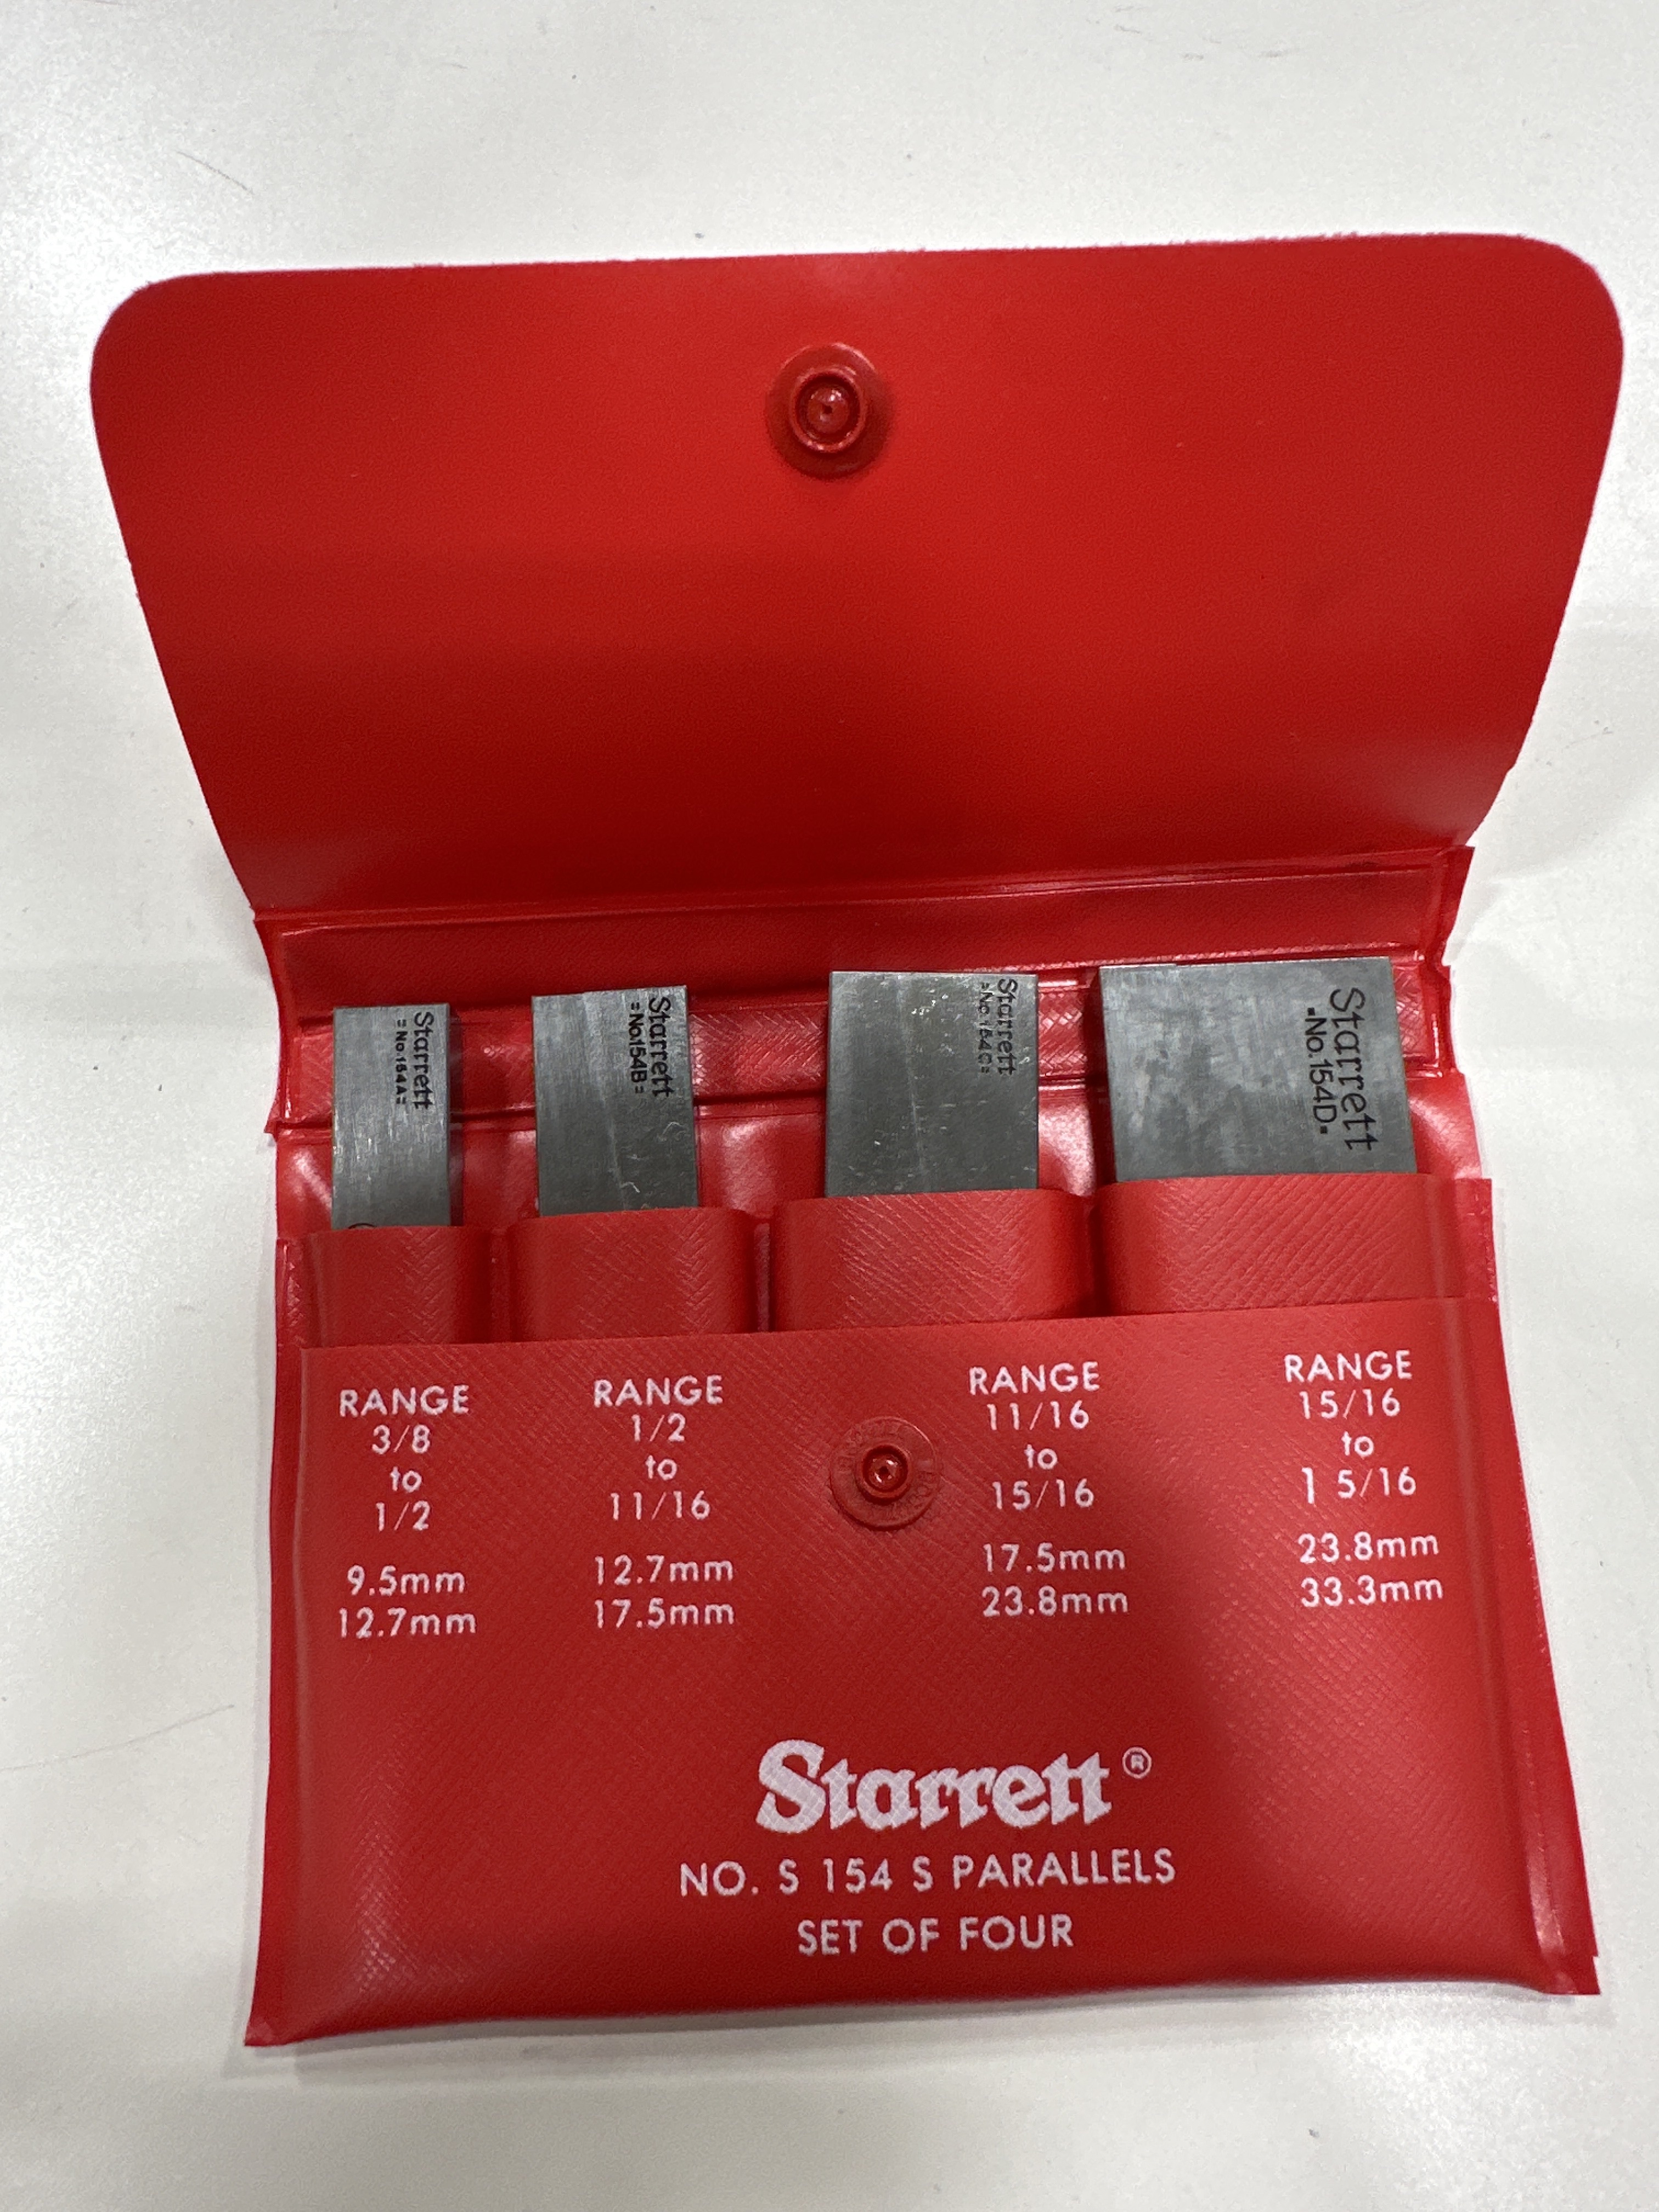 Starrett
No.154A
Starrett
No.154B
Starrett
No.154C
Starrett
No.154D
RANGE
3/8
to
1/2
9.5mm
12.7mm
RANGE
1/2
to
11/16
12.7mm
17.5mm
RANGE
11/16
to
15/16
17.5mm
23.8mm
RANGE
15/16
to
1 5/16
23.8mm
33.3mm
Starrett®
NO. S 154 S PARALLELS
SET OF FOUR